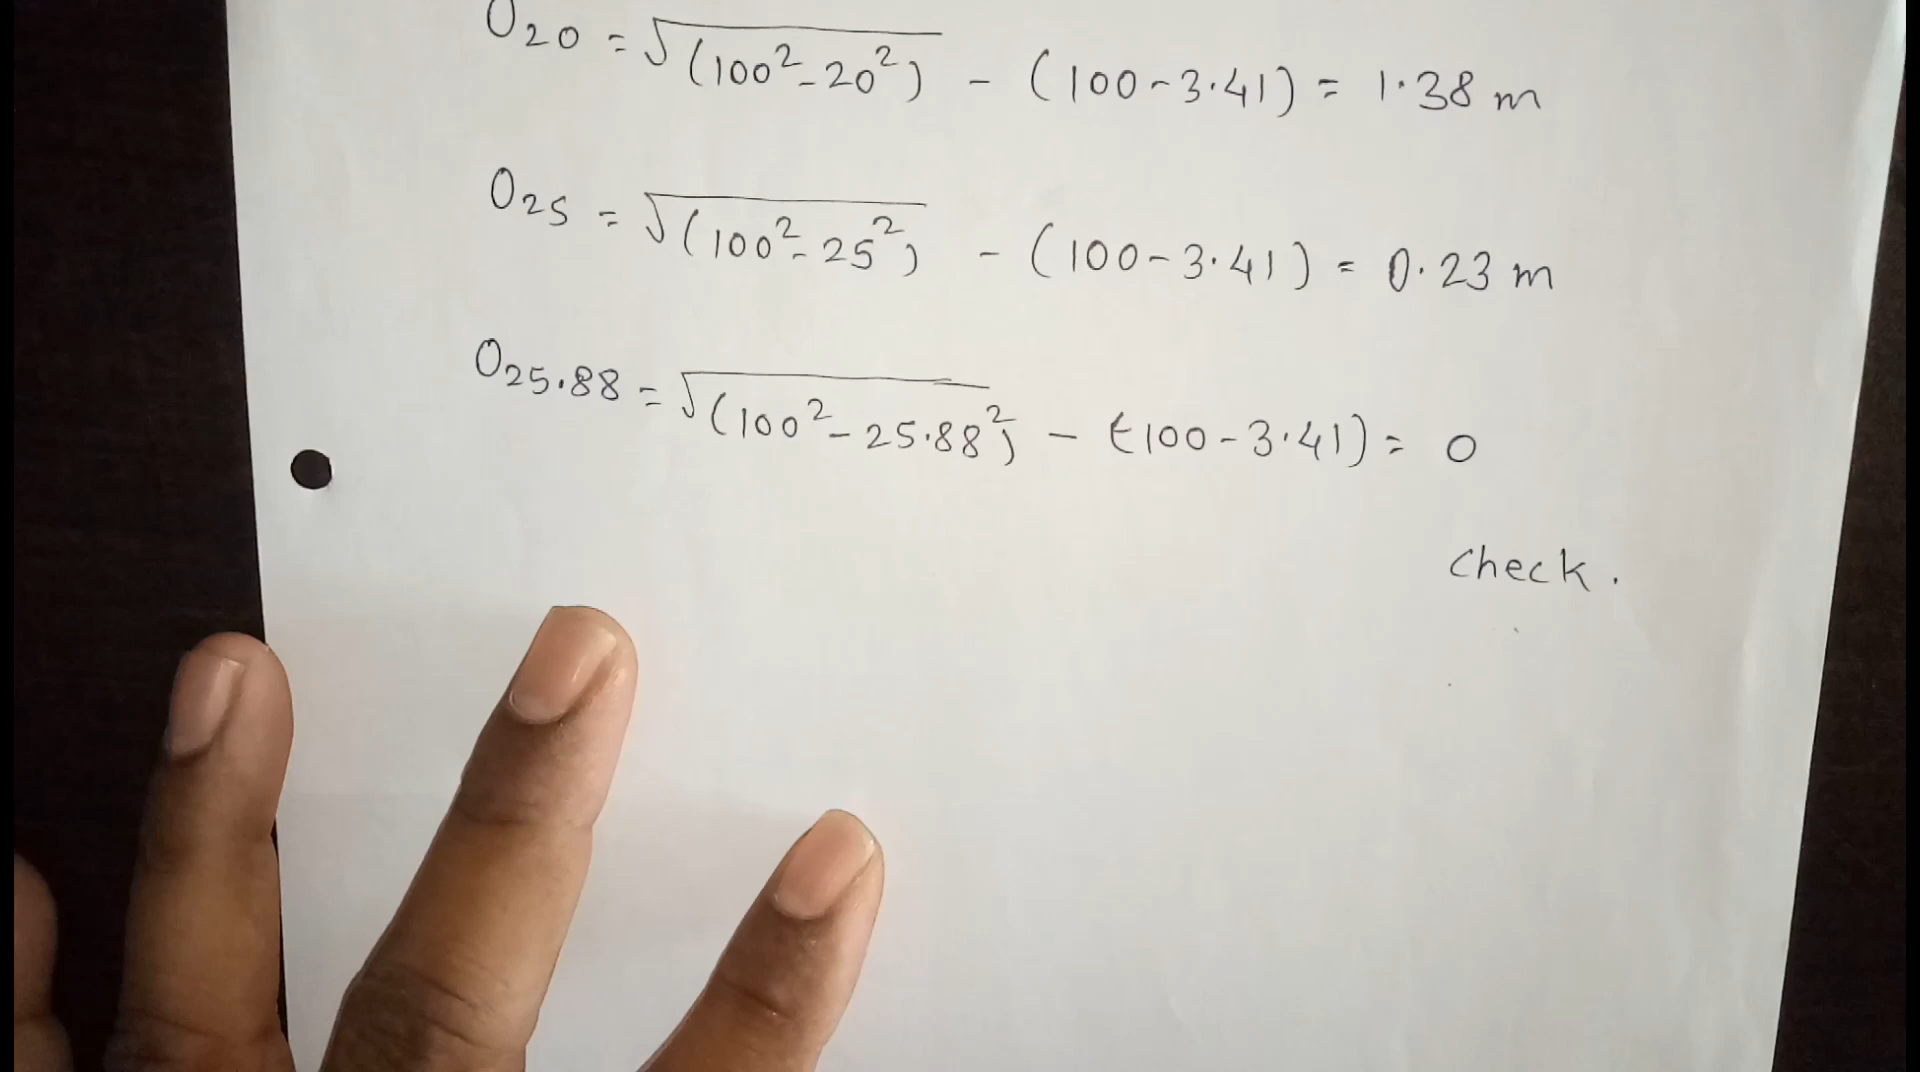 O₂₀ = √(100² - 20²) - (100 - 3.41) = 1.38 m
O₂₅ = √(100² - 25²) - (100 - 3.41) = 0.23 m
O₂₅.₈₈ = √(100² - 25.88²) - (100 - 3.41) = 0
Check.